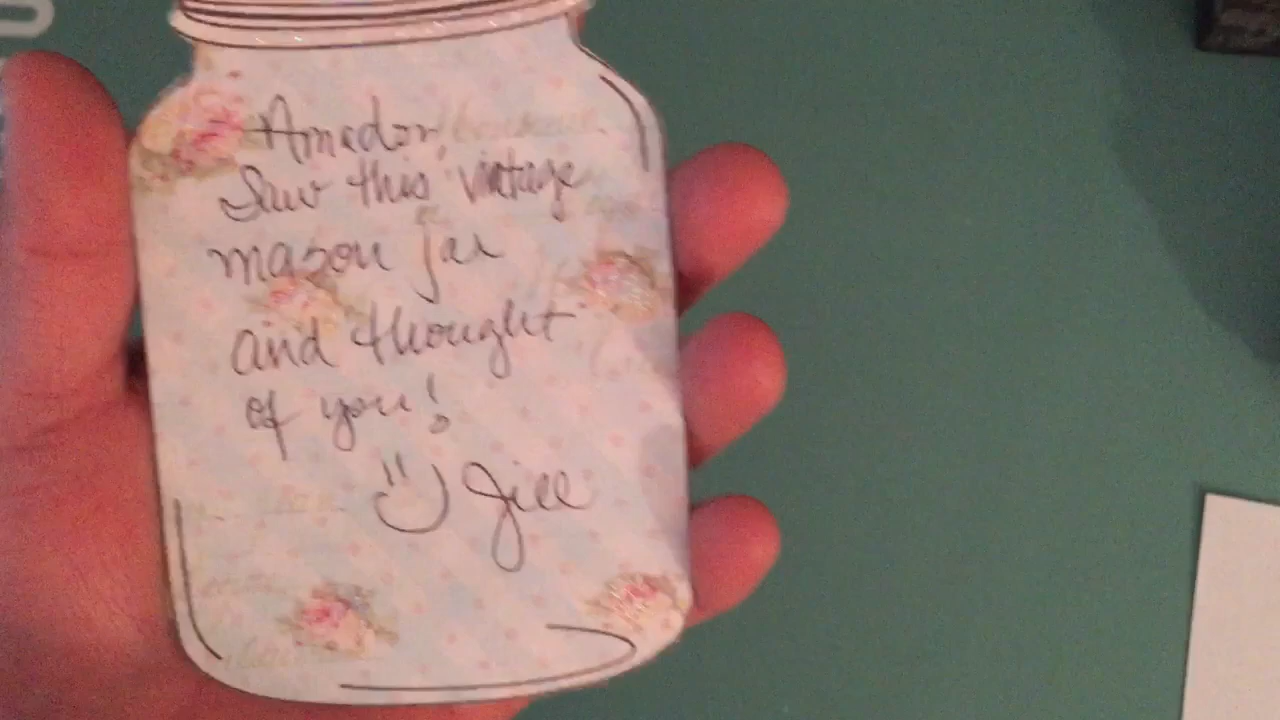 Amador,
Saw this vintage
mason jar
and thought
of you!
Jill